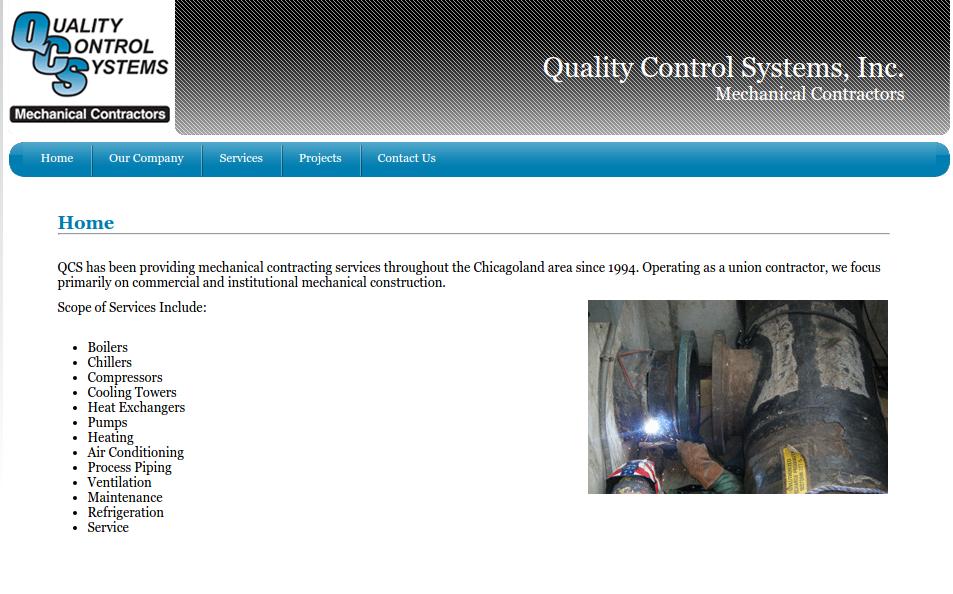 QUALITY
CONTROL
SYSTEMS
Mechanical Contractors
Quality Control Systems, Inc.
Mechanical Contractors
Home
Our Company
Services
Projects
Contact Us
Home
QCS has been providing mechanical contracting services throughout the Chicagoland area since 1994. Operating as a union contractor, we focus
primarily on commercial and institutional mechanical construction.
Scope of Services Include:
• Boilers
• Chillers
• Compressors
• Cooling Towers
• Heat Exchangers
• Pumps
• Heating
• Air Conditioning
• Process Piping
• Ventilation
• Maintenance
• Refrigeration
• Service